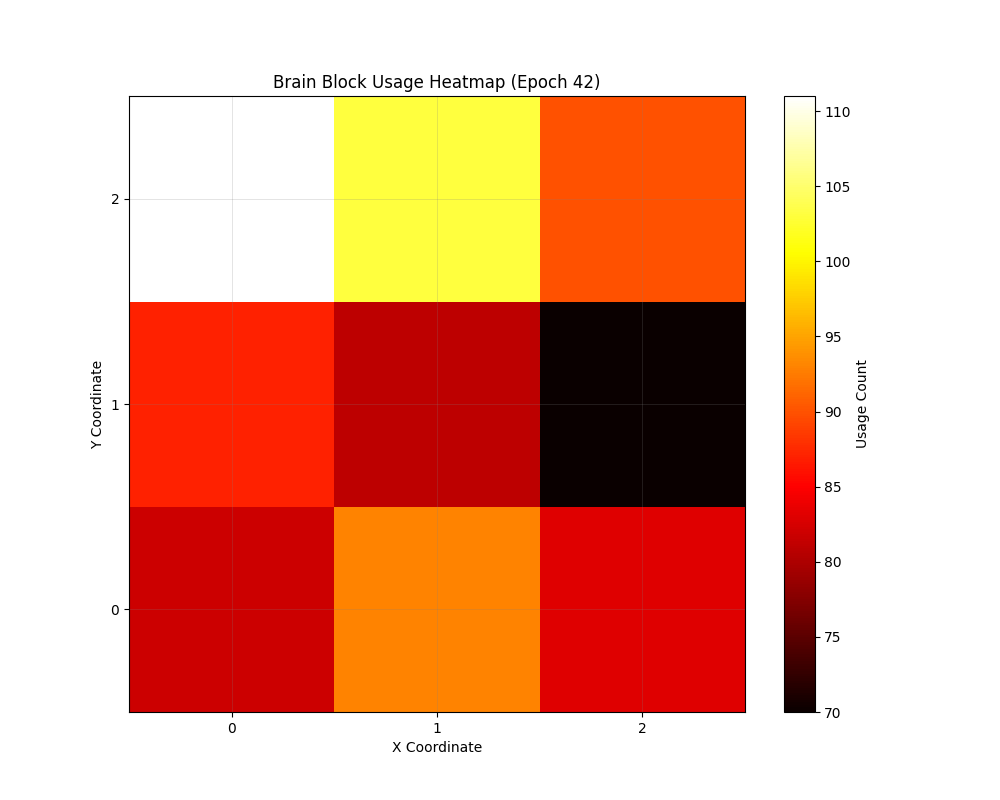 Brain Block Usage Heatmap (Epoch 42)
110
105
100
95
90
85
80
75
70
Usage Count
2
1
0
Y Coordinate
0 1 2
X Coordinate